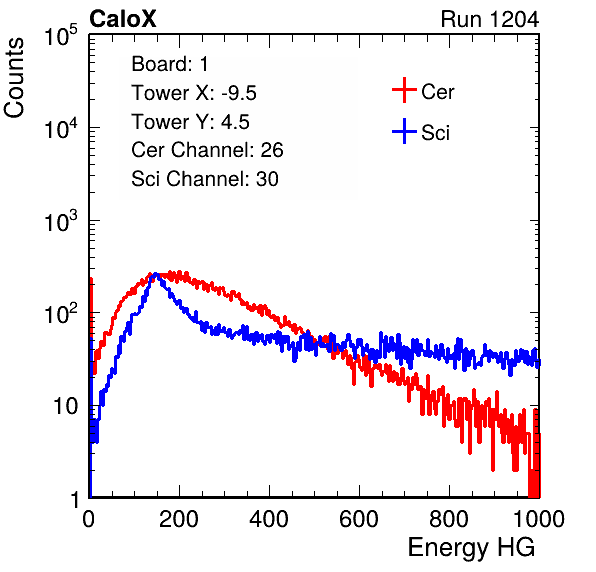 CaloX Run 1204
Counts
Board: 1
Tower X: -9.5
Tower Y: 4.5
Cer Channel: 26
Sci Channel: 30
Cer
Sci
10^5
10^4
10^3
10^2
10
1
0 200 400 600 800 1000
Energy HG